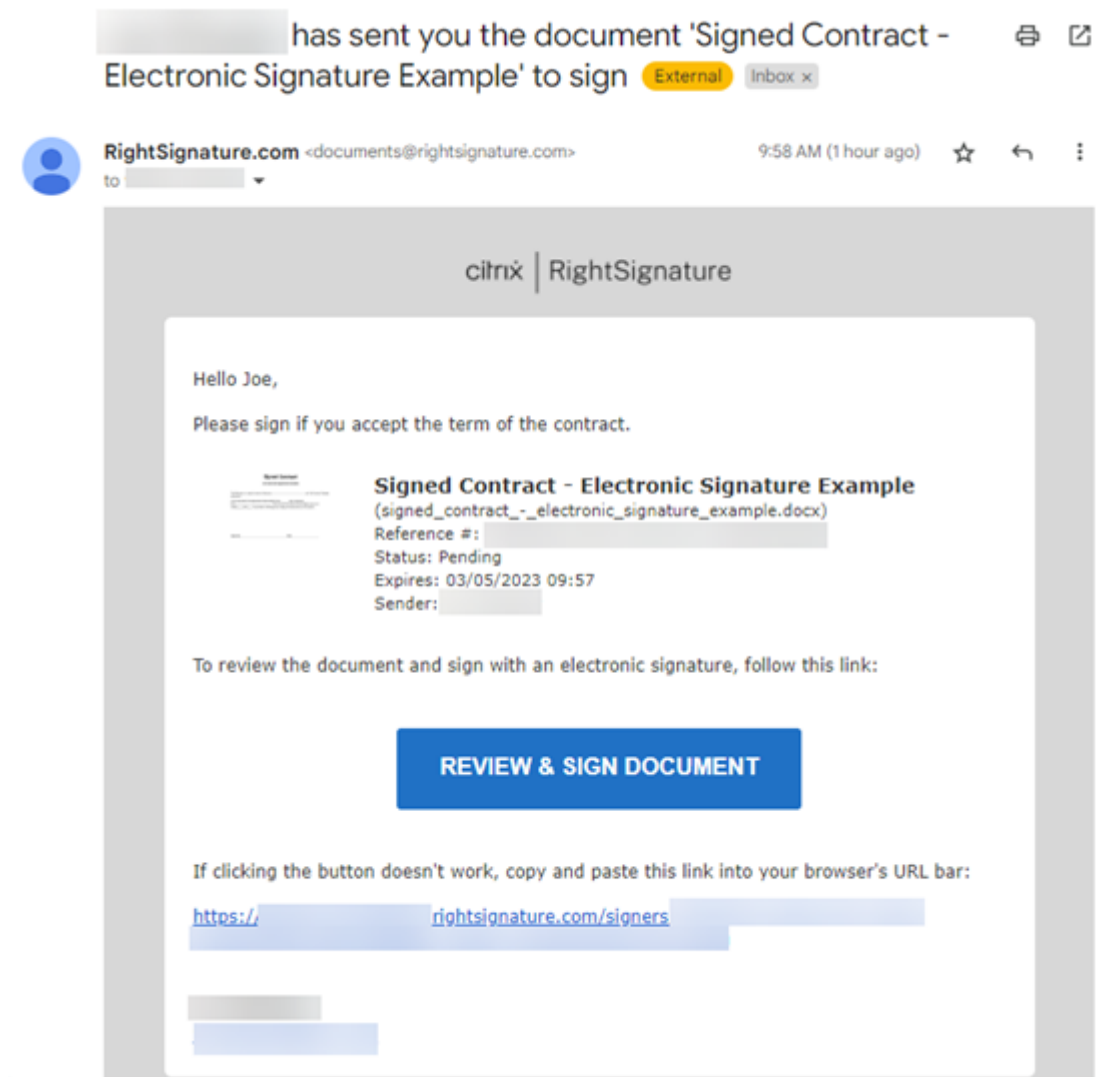 has sent you the document 'Signed Contract -
Electronic Signature Example' to sign External Inbox x
RightSignature.com <documents@rightsignature.com> 9:58 AM (1 hour ago)
to
citrix | RightSignature
Hello Joe,
Please sign if you accept the term of the contract.
Signed Contract - Electronic Signature Example
(signed_contract_-_electronic_signature_example.docx)
Reference #:
Status: Pending
Expires: 03/05/2023 09:57
Sender:
To review the document and sign with an electronic signature, follow this link:
REVIEW & SIGN DOCUMENT
If clicking the button doesn't work, copy and paste this link into your browser's URL bar:
https:// rightsignature.com/signers